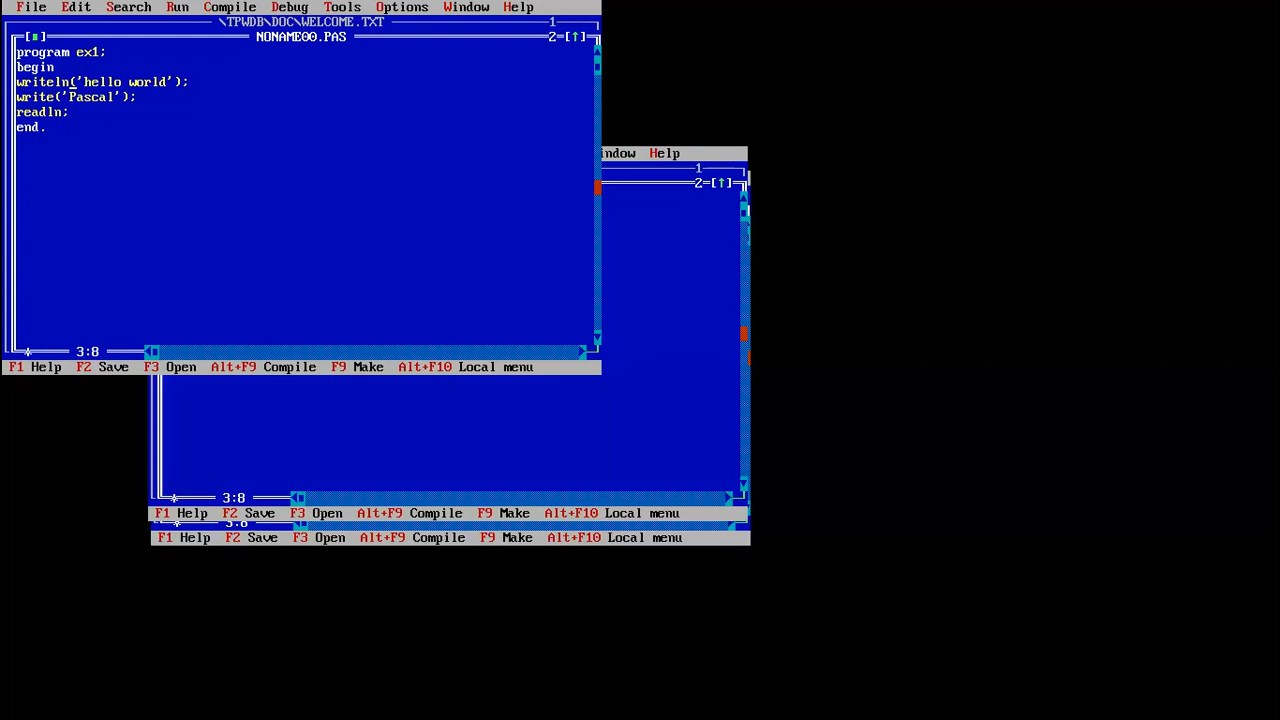 File Edit Search Run Compile Debug Tools Options Window Help
\TPWDB\DOC\WELCOME.TXT 1
NONAME00.PAS 2=[↑]
program ex1;
begin
writeln('hello world');
write('Pascal');
readln;
end.
3:8
F1 Help F2 Save F3 Open Alt+F9 Compile F9 Make Alt+F10 Local menu
indow Help
1
2=[↑]
3:8
F1 Help F2 Save F3 Open Alt+F9 Compile F9 Make Alt+F10 Local menu
3:8
F1 Help F2 Save F3 Open Alt+F9 Compile F9 Make Alt+F10 Local menu